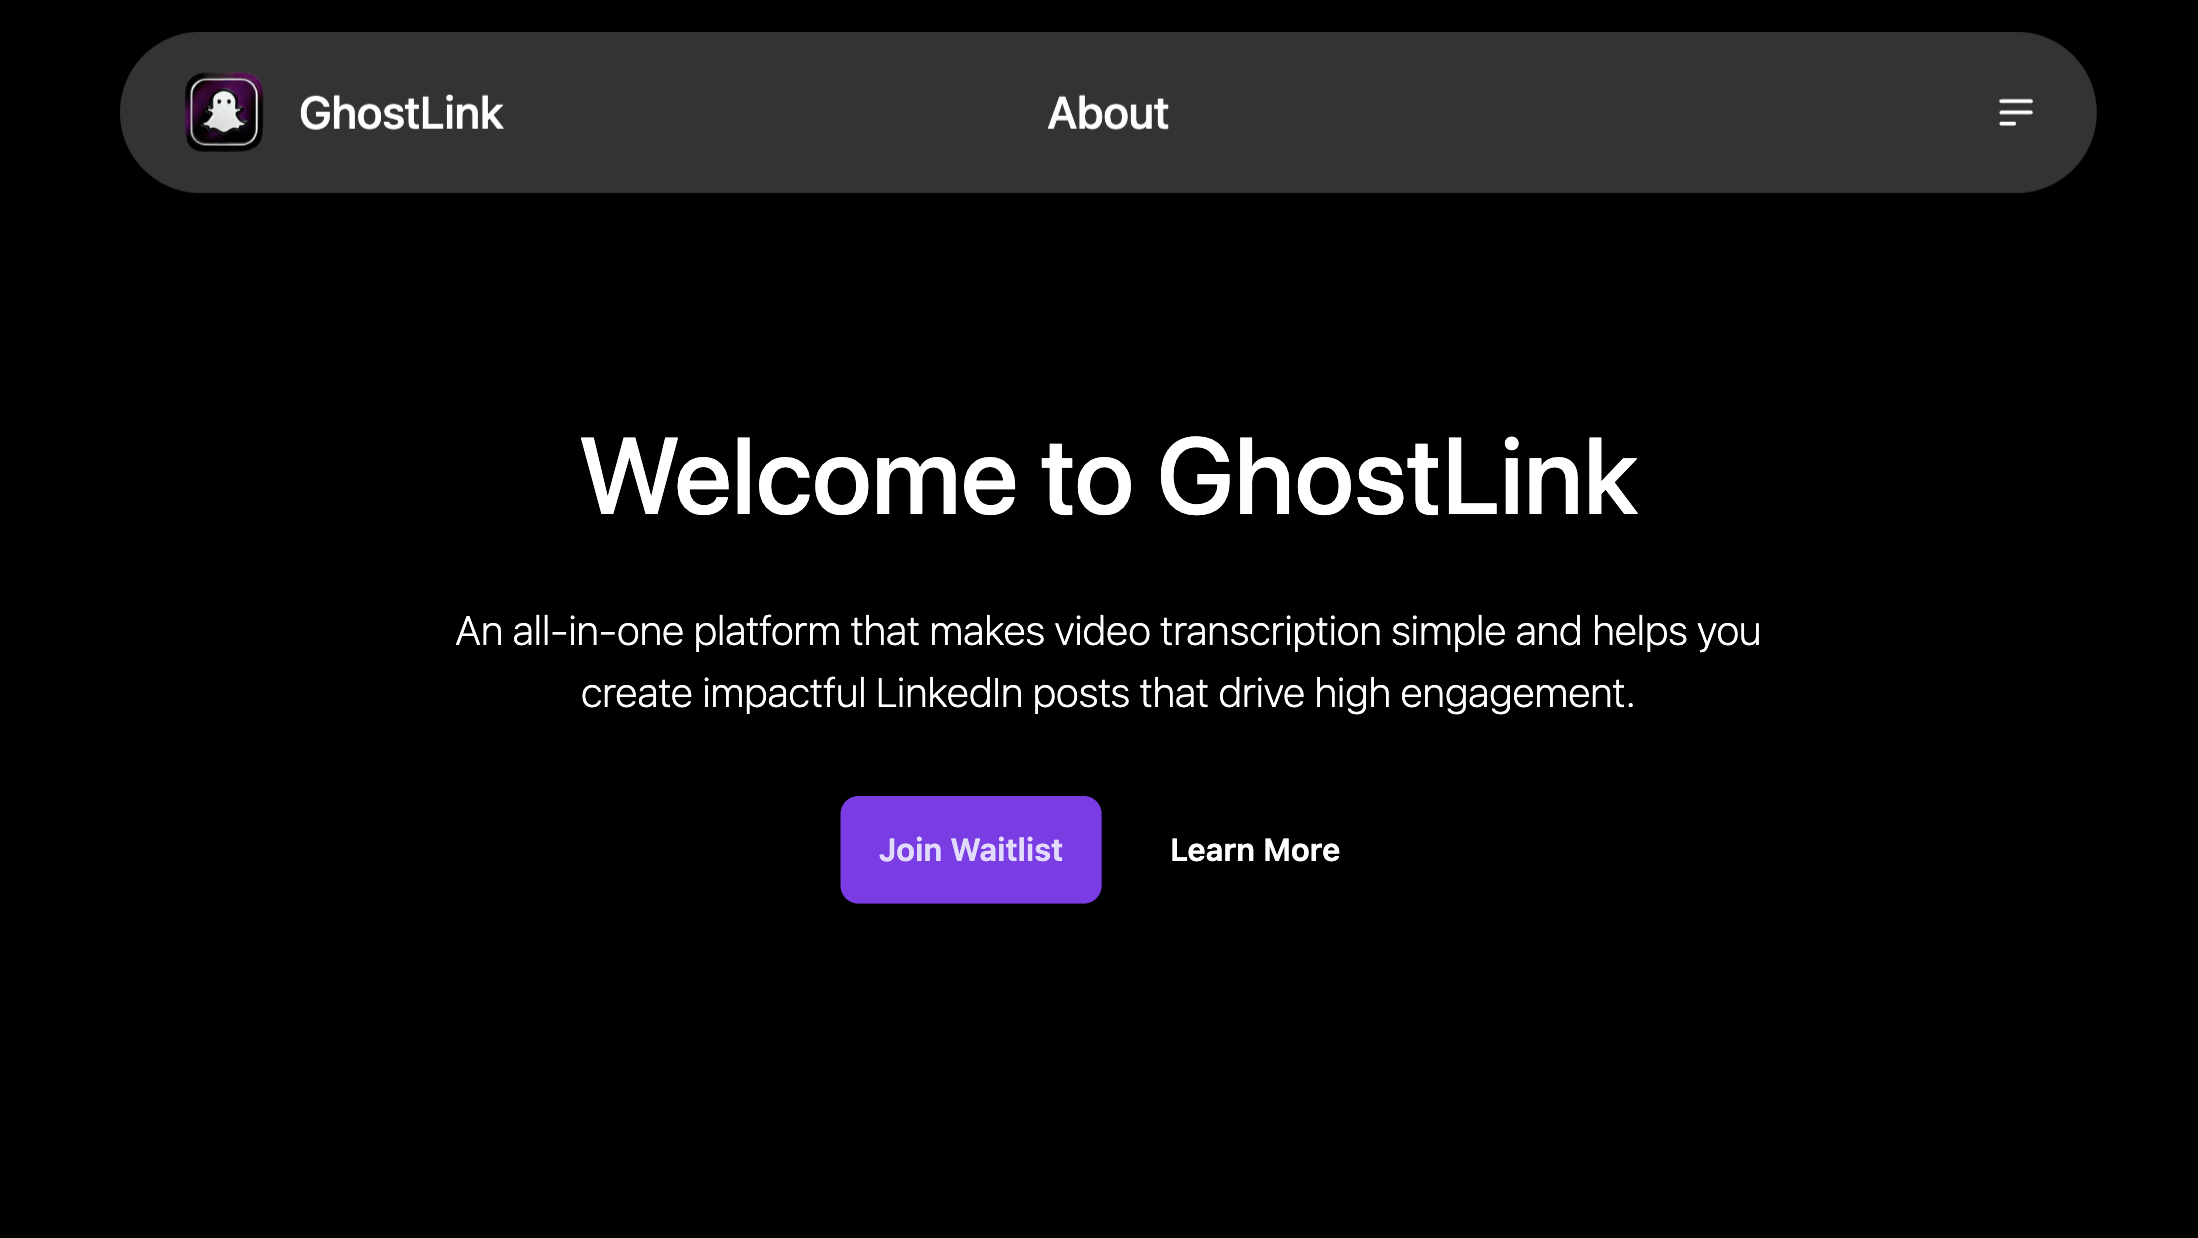 GhostLink
About
Welcome to GhostLink
An all-in-one platform that makes video transcription simple and helps you
create impactful LinkedIn posts that drive high engagement.
Join Waitlist
Learn More